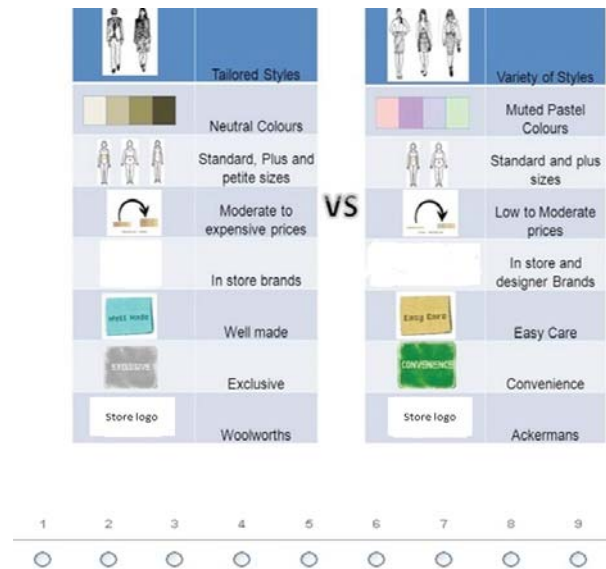 Tailored Styles
Neutral Colours
Standard, Plus and
petite sizes
Moderate to
expensive prices
In store brands
Well Made
Well made
EXCLUSIVE
Exclusive
Store logo
Woolworths
VS
Variety of Styles
Muted Pastel
Colours
Standard and plus
sizes
Low to Moderate
prices
In store and
designer Brands
Easy Care
Easy Care
CONVENIENCE
Convenience
Store logo
Ackermans
1 2 3 4 5 6 7 8 9